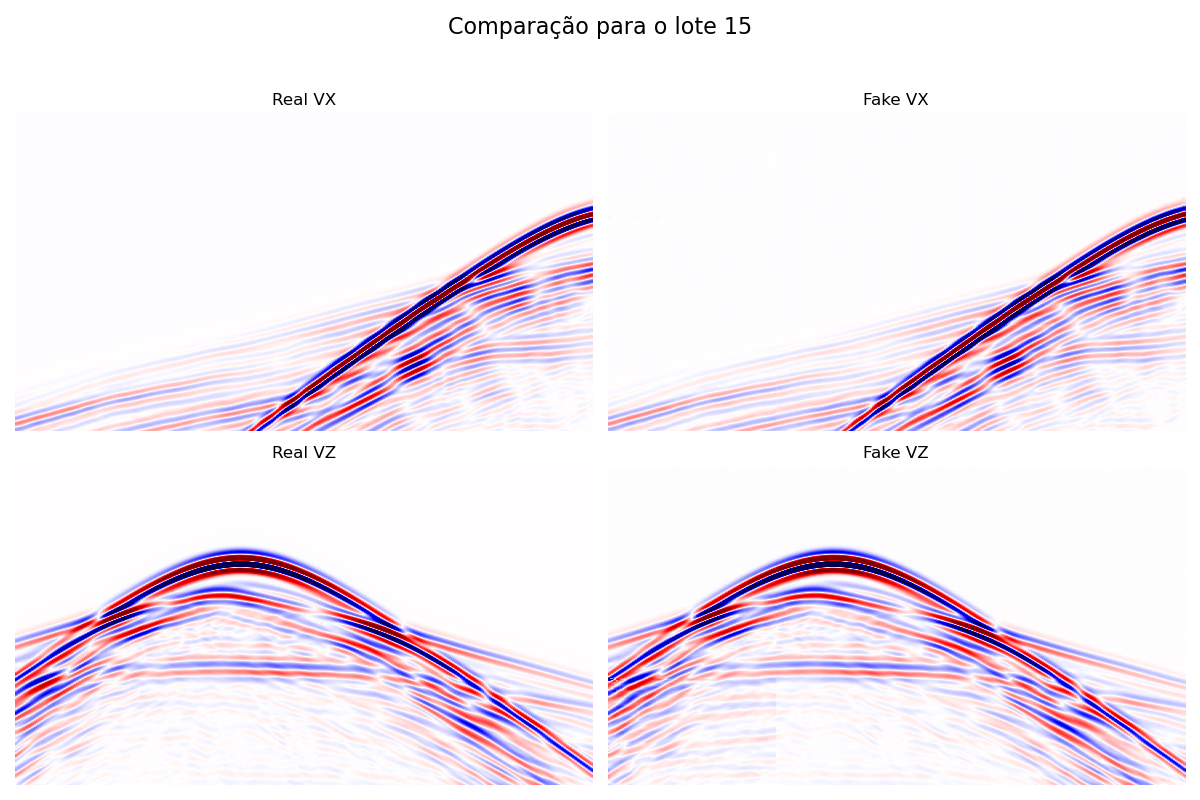 Comparação para o lote 15
Real VX
Fake VX
Real VZ
Fake VZ